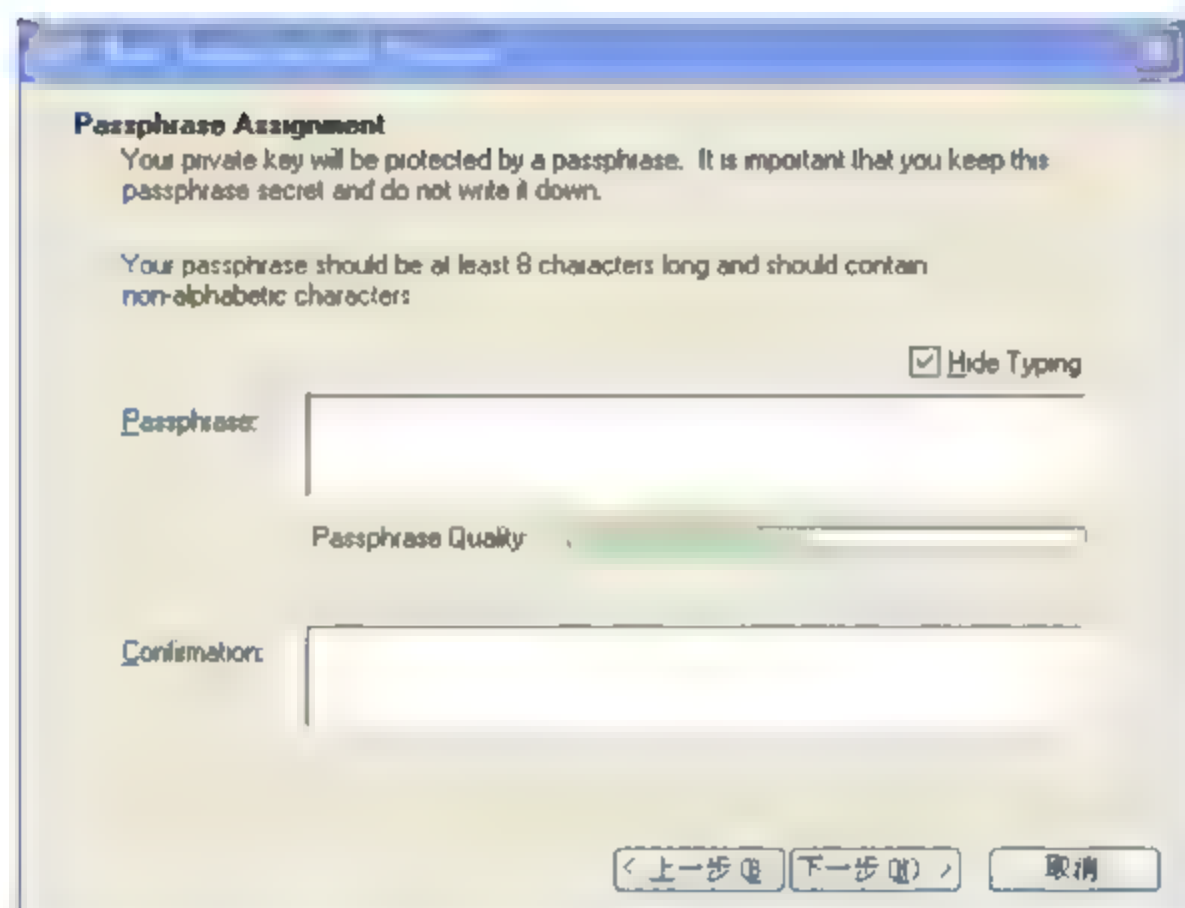 Passphrase Assignment
Your private key will be protected by a passphrase. It is important that you keep this
passphrase secret and do not write it down.
Your passphrase should be at least 8 characters long and should contain
non-alphabetic characters
Hide Typing
Passphrase:
Passphrase Quality
Confirmation:
< 上一步(B) 下一步(N) > 取消